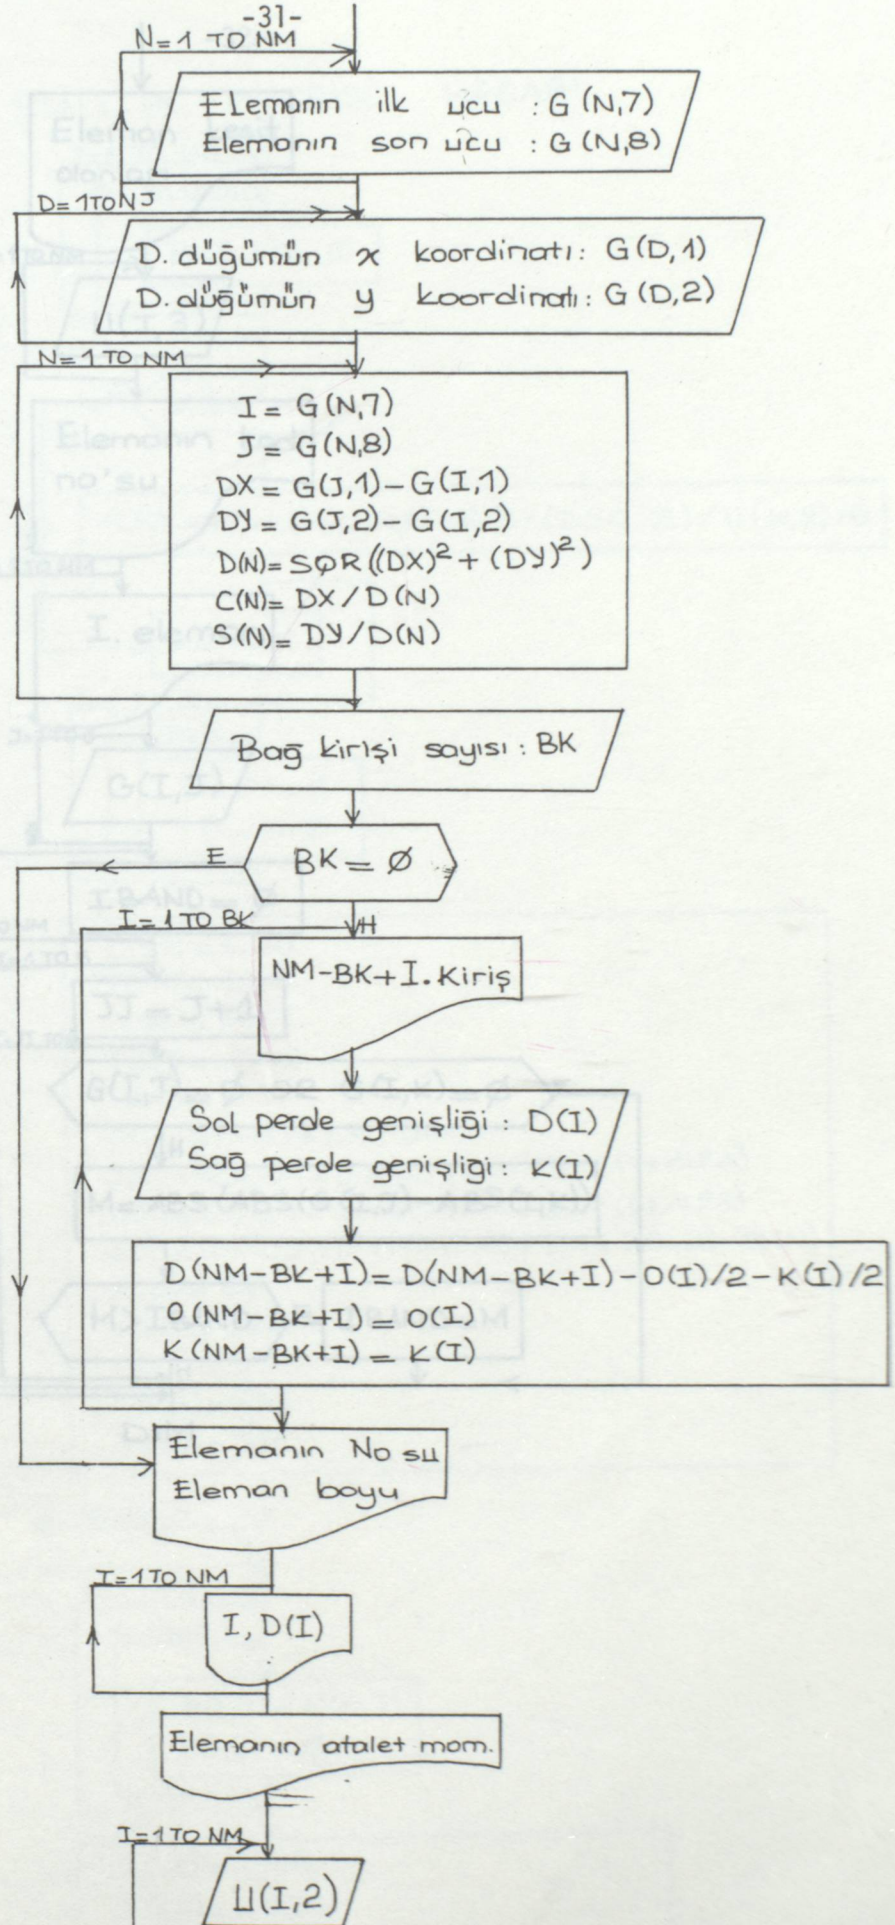 -31-
N=1 TO NM
Elemanın ilk ucu : G(N,7)
Elemanın son ucu : G(N,8)
D=1TO NJ
D. düğümün x koordinatı: G(D,1)
D. düğümün y koordinatı: G(D,2)
N=1 TO NM
I = G(N,7)
J = G(N,8)
DX = G(J,1)-G(I,1)
DY = G(J,2)-G(I,2)
D(N)= SQR((DX)²+(DY)²)
C(N)= DX/D(N)
S(N)= DY/D(N)
Bağ kirişi sayısı : BK
BK = Ø
E
H
I=1 TO BK
NM-BK+I.Kiriş
Sol perde genişliği : D(I)
Sağ perde genişliği : K(I)
D(NM-BK+I)= D(NM-BK+I)-O(I)/2-K(I)/2
O(NM-BK+I)= O(I)
K(NM-BK+I)= K(I)
Elemanın No su
Eleman boyu
I=1 TO NM
I, D(I)
Elemanın atalet mom.
I=1 TO NM
U(I,2)